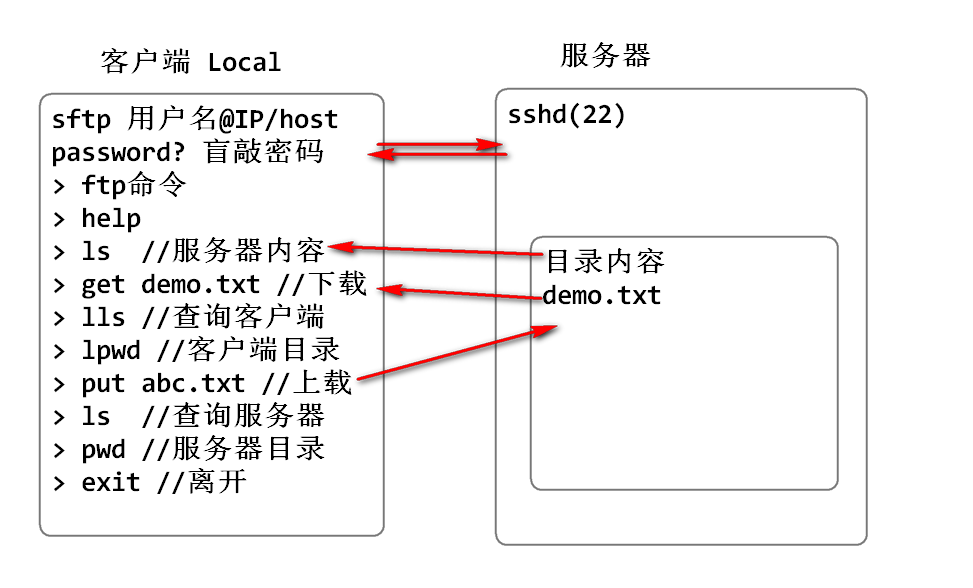 客户端 Local
sftp 用户名@IP/host
password? 盲敲密码
> ftp命令
> help
> ls  //服务器内容
> get demo.txt //下载
> lls //查询客户端
> lpwd //客户端目录
> put abc.txt //上载
> ls  //查询服务器
> pwd //服务器目录
> exit //离开
服务器
sshd(22)
目录内容
demo.txt